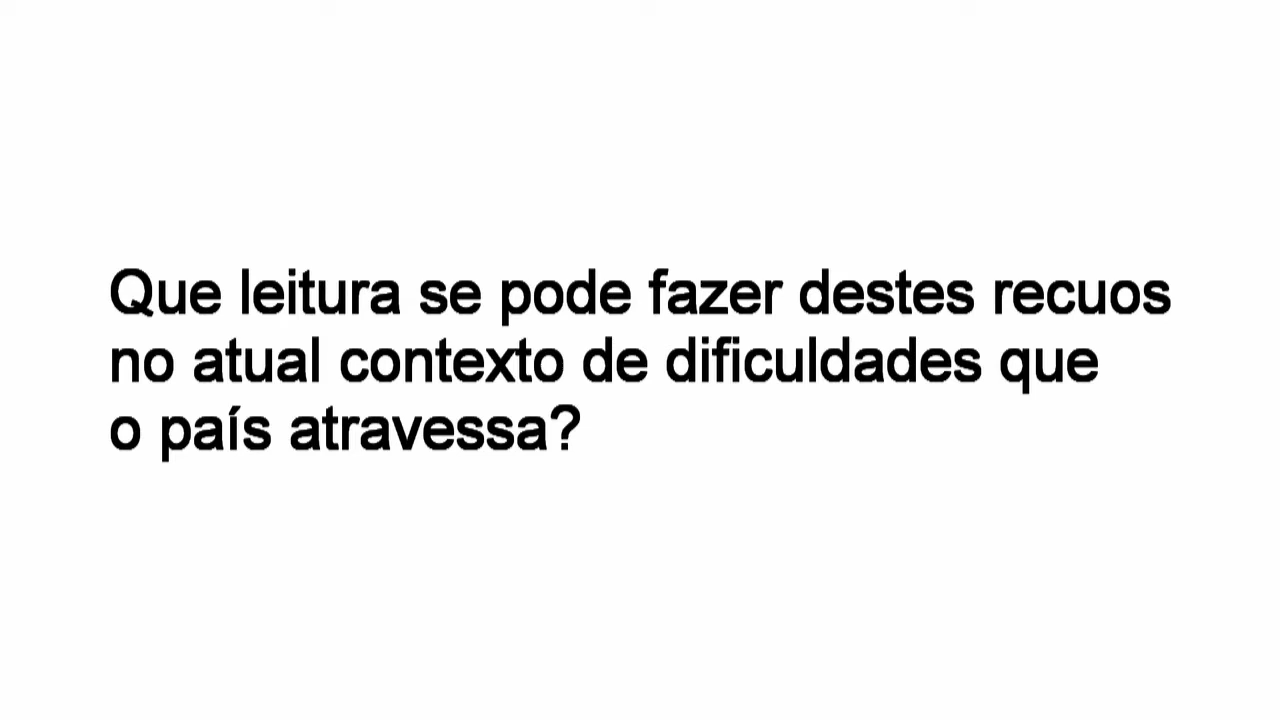 Que leitura se pode fazer destes recuos
no atual contexto de dificuldades que
o país atravessa?